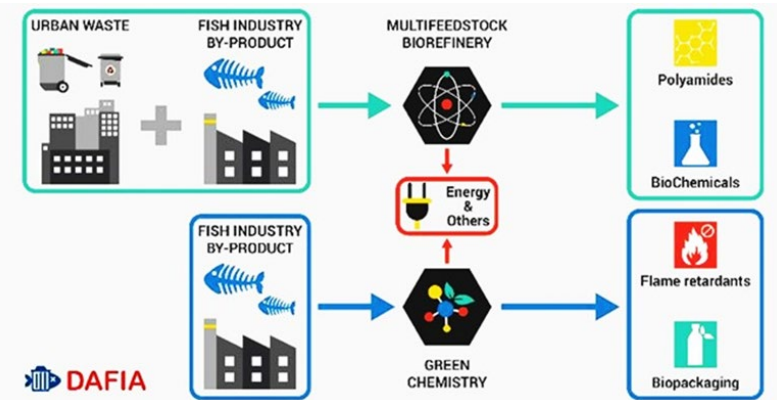 URBAN WASTE
FISH INDUSTRY
BY-PRODUCT
MULTIFEEDSTOCK
BIOREFINERY
Polyamides
BioChemicals
Energy
&
Others
FISH INDUSTRY
BY-PRODUCT
GREEN
CHEMISTRY
Flame retardants
Biopackaging
DAFIA